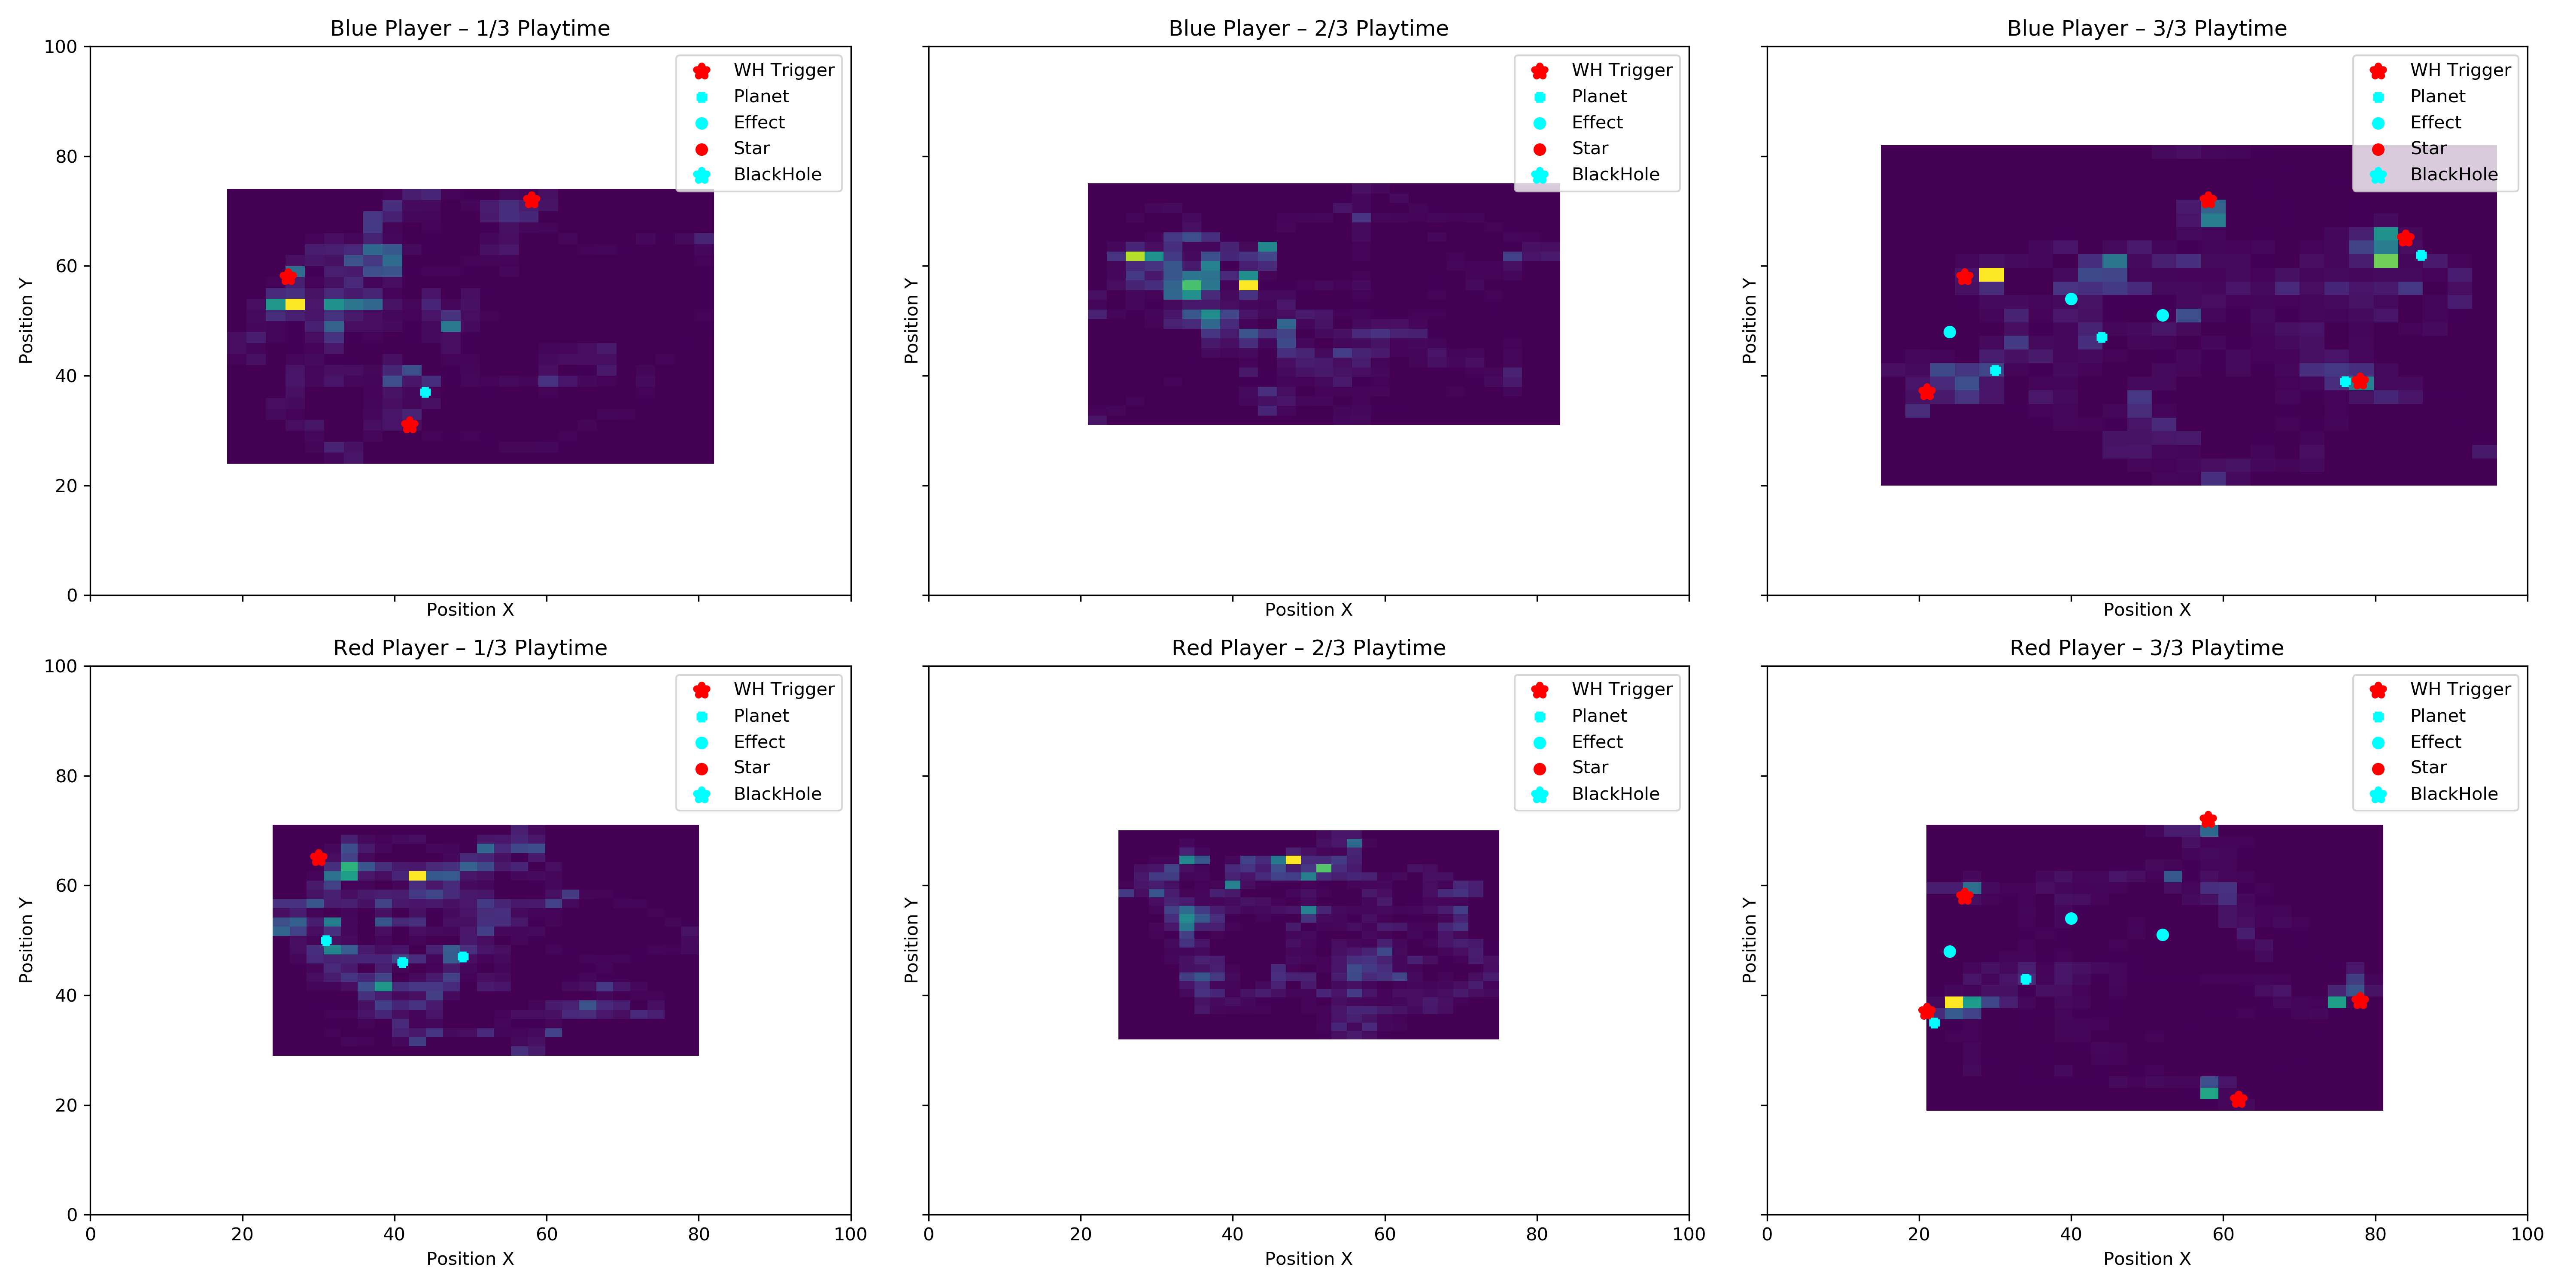 Blue Player – 1/3 Playtime
100
80
60
40
20
0
Position Y
Position X
WH Trigger
Planet
Effect
Star
BlackHole
Blue Player – 2/3 Playtime
Position Y
Position X
WH Trigger
Planet
Effect
Star
BlackHole
Blue Player – 3/3 Playtime
Position Y
Position X
WH Trigger
Planet
Effect
Star
BlackHole
Red Player – 1/3 Playtime
100
80
60
40
20
0
Position Y
0 20 40 60 80 100
Position X
WH Trigger
Planet
Effect
Star
BlackHole
Red Player – 2/3 Playtime
Position Y
0 20 40 60 80 100
Position X
WH Trigger
Planet
Effect
Star
BlackHole
Red Player – 3/3 Playtime
Position Y
0 20 40 60 80 100
Position X
WH Trigger
Planet
Effect
Star
BlackHole